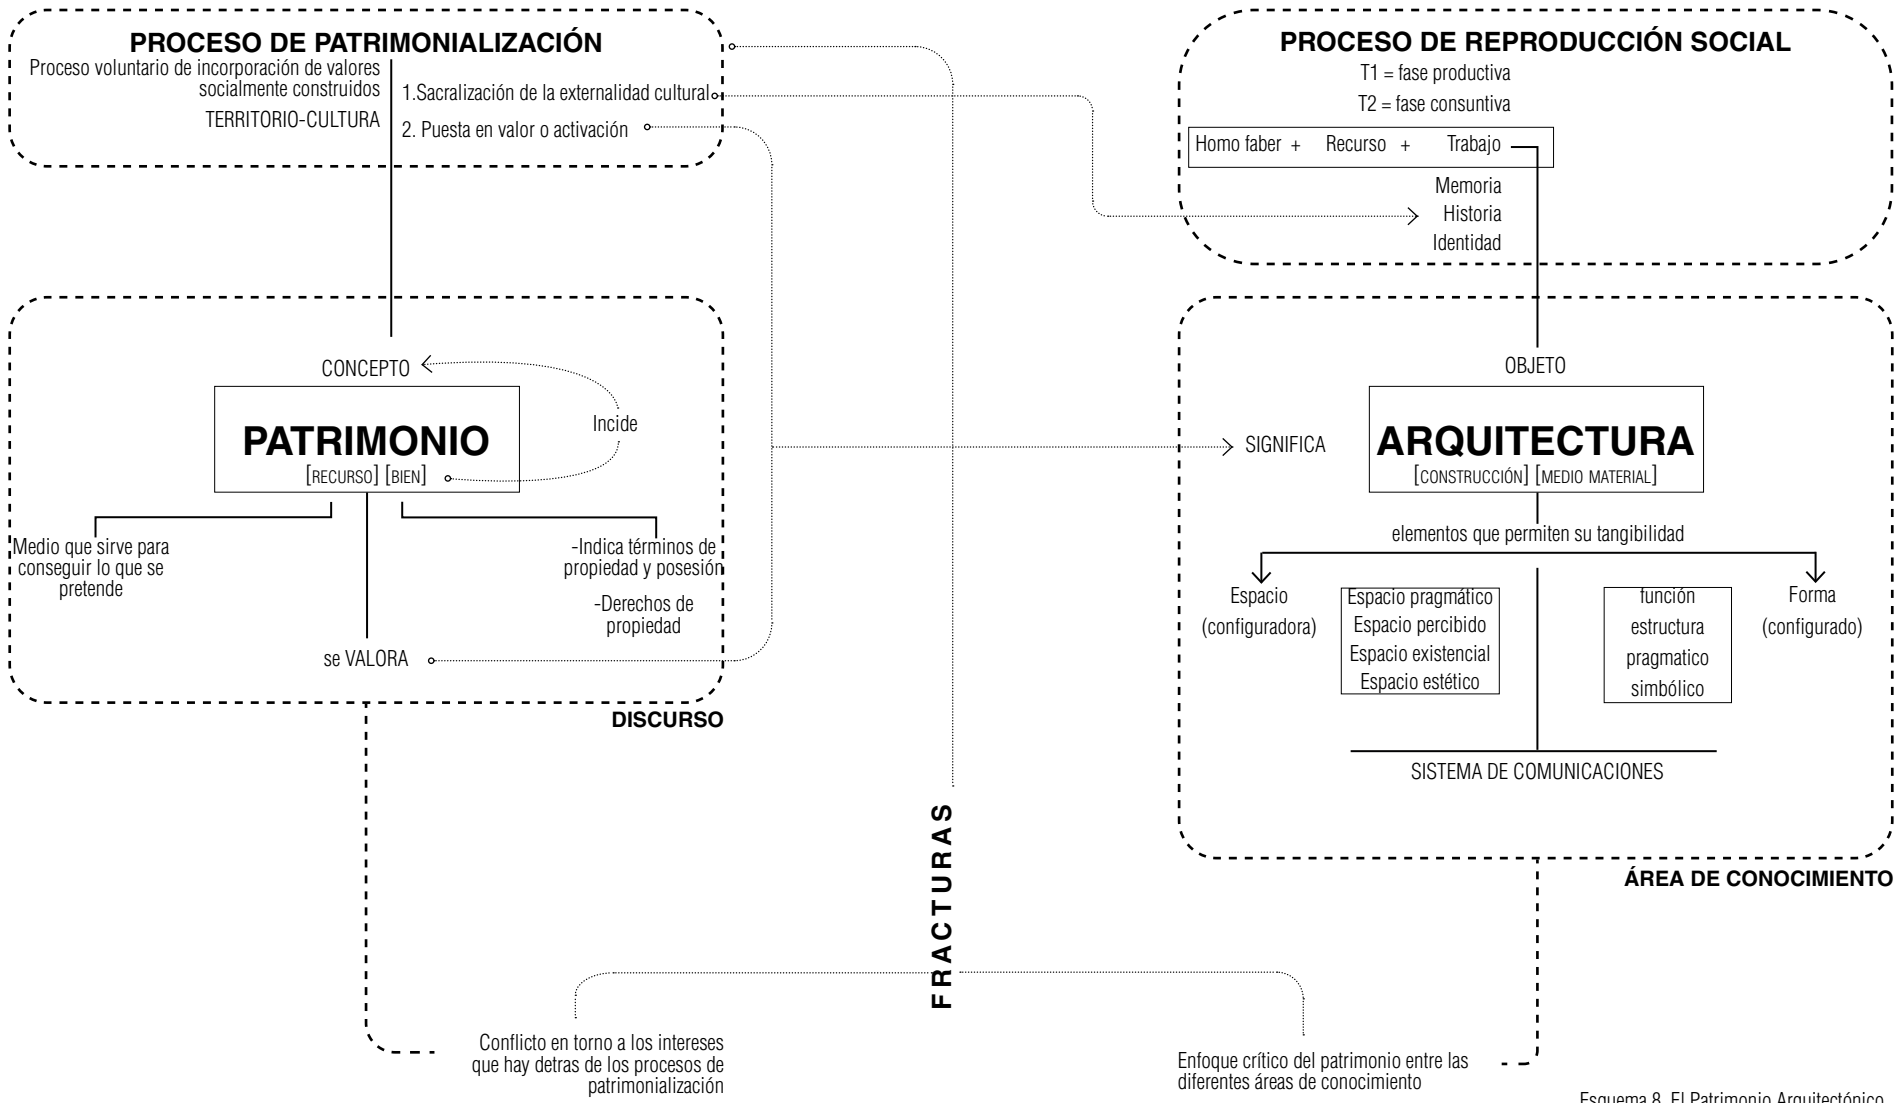 PROCESO DE PATRIMONIALIZACIÓN
Proceso voluntario de incorporación de valores
socialmente construidos
TERRITORIO-CULTURA
1.Sacralización de la externalidad cultural
2. Puesta en valor o activación
PROCESO DE REPRODUCCIÓN SOCIAL
T1 = fase productiva
T2 = fase consuntiva
Homo faber + Recurso + Trabajo
Memoria
Historia
Identidad
CONCEPTO
PATRIMONIO
[RECURSO] [BIEN]
Incide
Medio que sirve para
conseguir lo que se
pretende
-Indica términos de
propiedad y posesión
-Derechos de
propiedad
se VALORA
DISCURSO
SIGNIFICA
OBJETO
ARQUITECTURA
[CONSTRUCCIÓN] [MEDIO MATERIAL]
elementos que permiten su tangibilidad
Espacio
(configuradora)
Espacio pragmático
Espacio percibido
Espacio existencial
Espacio estético
función
estructura
pragmatico
simbólico
Forma
(configurado)
SISTEMA DE COMUNICACIONES
ÁREA DE CONOCIMIENTO
FRACTURAS
Conflicto en torno a los intereses
que hay detras de los procesos de
patrimonialización
Enfoque crítico del patrimonio entre las
diferentes áreas de conocimiento
Esquema 8. El Patrimonio Arquitectónico